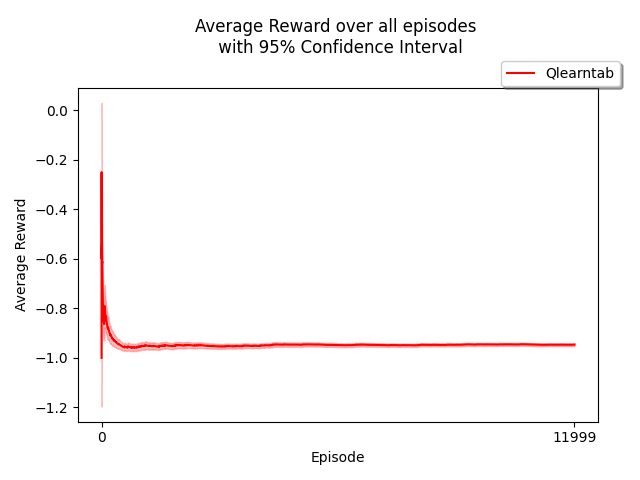 Average Reward over all episodes
with 95% Confidence Interval
Qlearntab
0.0
−0.2
−0.4
−0.6
−0.8
−1.0
−1.2
Average Reward
0
11999
Episode